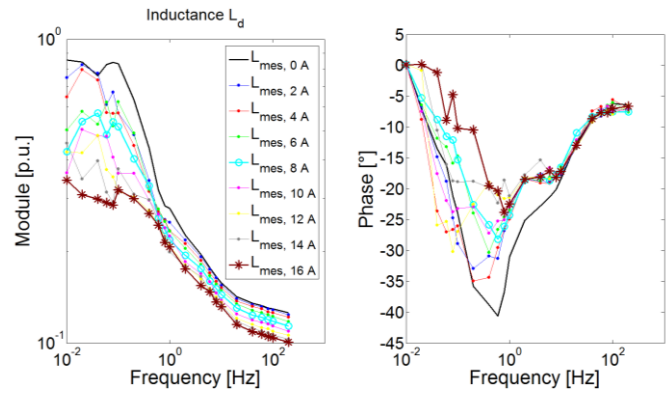 Inductance L_d
10^0
10^-1
Module [p.u.]
10^-2
10^0
10^2
Frequency [Hz]
L_mes, 0 A
L_mes, 2 A
L_mes, 4 A
L_mes, 6 A
L_mes, 8 A
L_mes, 10 A
L_mes, 12 A
L_mes, 14 A
L_mes, 16 A
5
0
-5
-10
-15
-20
-25
-30
-35
-40
-45
Phase [°]
10^-2
10^0
10^2
Frequency [Hz]